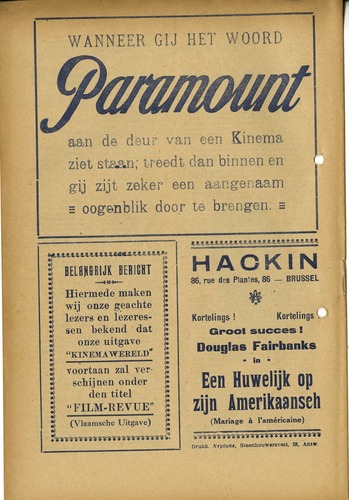 WANNEER GIJ HET WOORD
Paramount
aan de deur van een Kinema
ziet staan, treedt dan binnen en
gij zijt zeker een aangenaam
≡ oogenblik door te brengen. ≡
BELANGRIJK BERICHT
Hiermede maken
wij onze geachte
lezers en lezeres-
sen bekend dat
onze uitgave
"KINEMAWERELD"
voortaan zal ver-
schijnen onder
den titel
"FILM-REVUE"
(Vlaamsche Uitgave)
HACKIN
86, rue des Plantes, 86 — BRUSSEL
Kortelings ! Kortelings
Groot succes !
Douglas Fairbanks
- in -
Een Huwelijk op
zijn Amerikaansch
(Mariage à l'américaine)
Drukk. Neptune, Steenhouwersvest, 28, Antw.